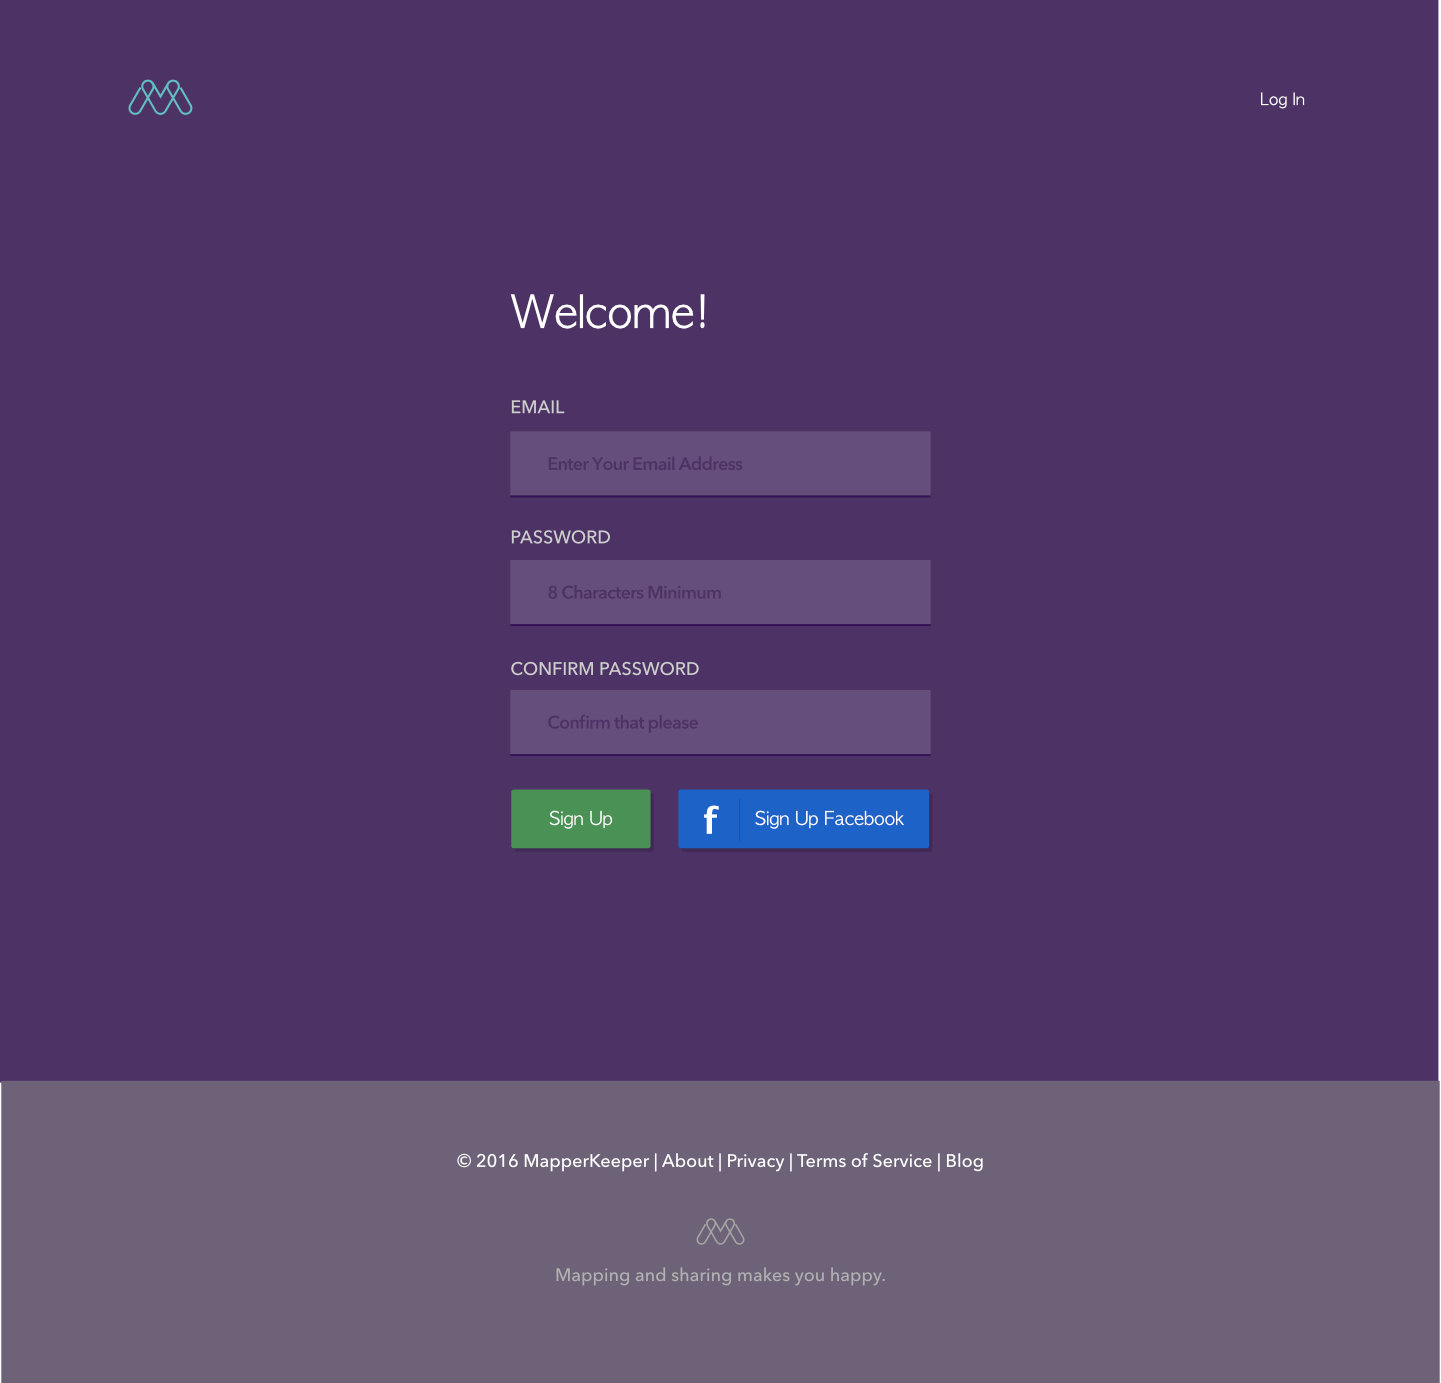 Log In
Welcome!
EMAIL
Enter Your Email Address
PASSWORD
8 Characters Minimum
CONFIRM PASSWORD
Confirm that please
Sign Up
f Sign Up Facebook
© 2016 MapperKeeper | About | Privacy | Terms of Service | Blog
Mapping and sharing makes you happy.